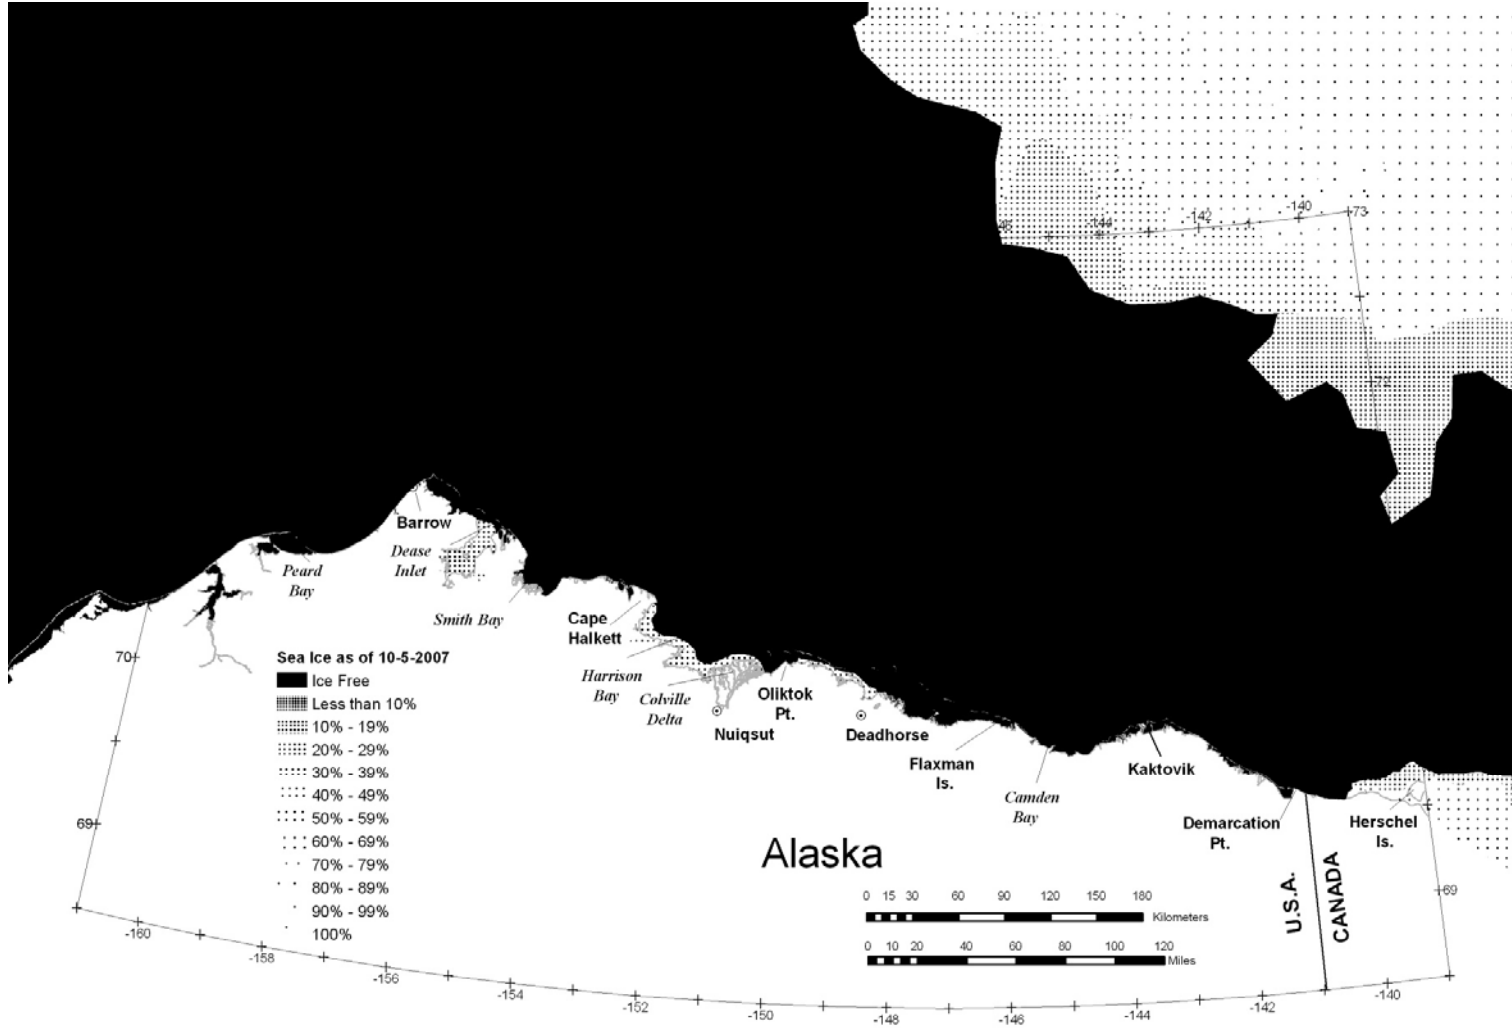 -140
-142
-144
73
72
Barrow
Dease
Inlet
Peard
Bay
Smith Bay
Cape
Halkett
Harrison
Bay
Colville
Delta
Oliktok
Pt.
Nuiqsut
Deadhorse
Flaxman
Is.
Camden
Bay
Kaktovik
Demarcation
Pt.
Herschel
Is.
70
69
Sea Ice as of 10-5-2007
Ice Free
Less than 10%
10% - 19%
20% - 29%
30% - 39%
40% - 49%
50% - 59%
60% - 69%
70% - 79%
80% - 89%
90% - 99%
100%
Alaska
U.S.A.
CANADA
69
0 15 30 60 90 120 150 180
Kilometers
0 10 20 40 60 80 100 120
Miles
-160
-158
-156
-154
-152
-150
-148
-146
-144
-142
-140